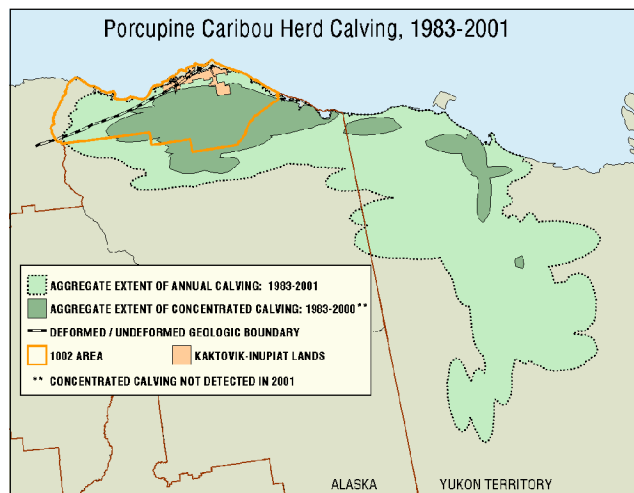 Porcupine Caribou Herd Calving, 1983-2001
AGGREGATE EXTENT OF ANNUAL CALVING: 1983-2001
AGGREGATE EXTENT OF CONCENTRATED CALVING: 1983-2000**
DEFORMED / UNDEFORMED GEOLOGIC BOUNDARY
1002 AREA
KAKTOVIK-INUPIAT LANDS
** CONCENTRATED CALVING NOT DETECTED IN 2001
ALASKA
YUKON TERRITORY